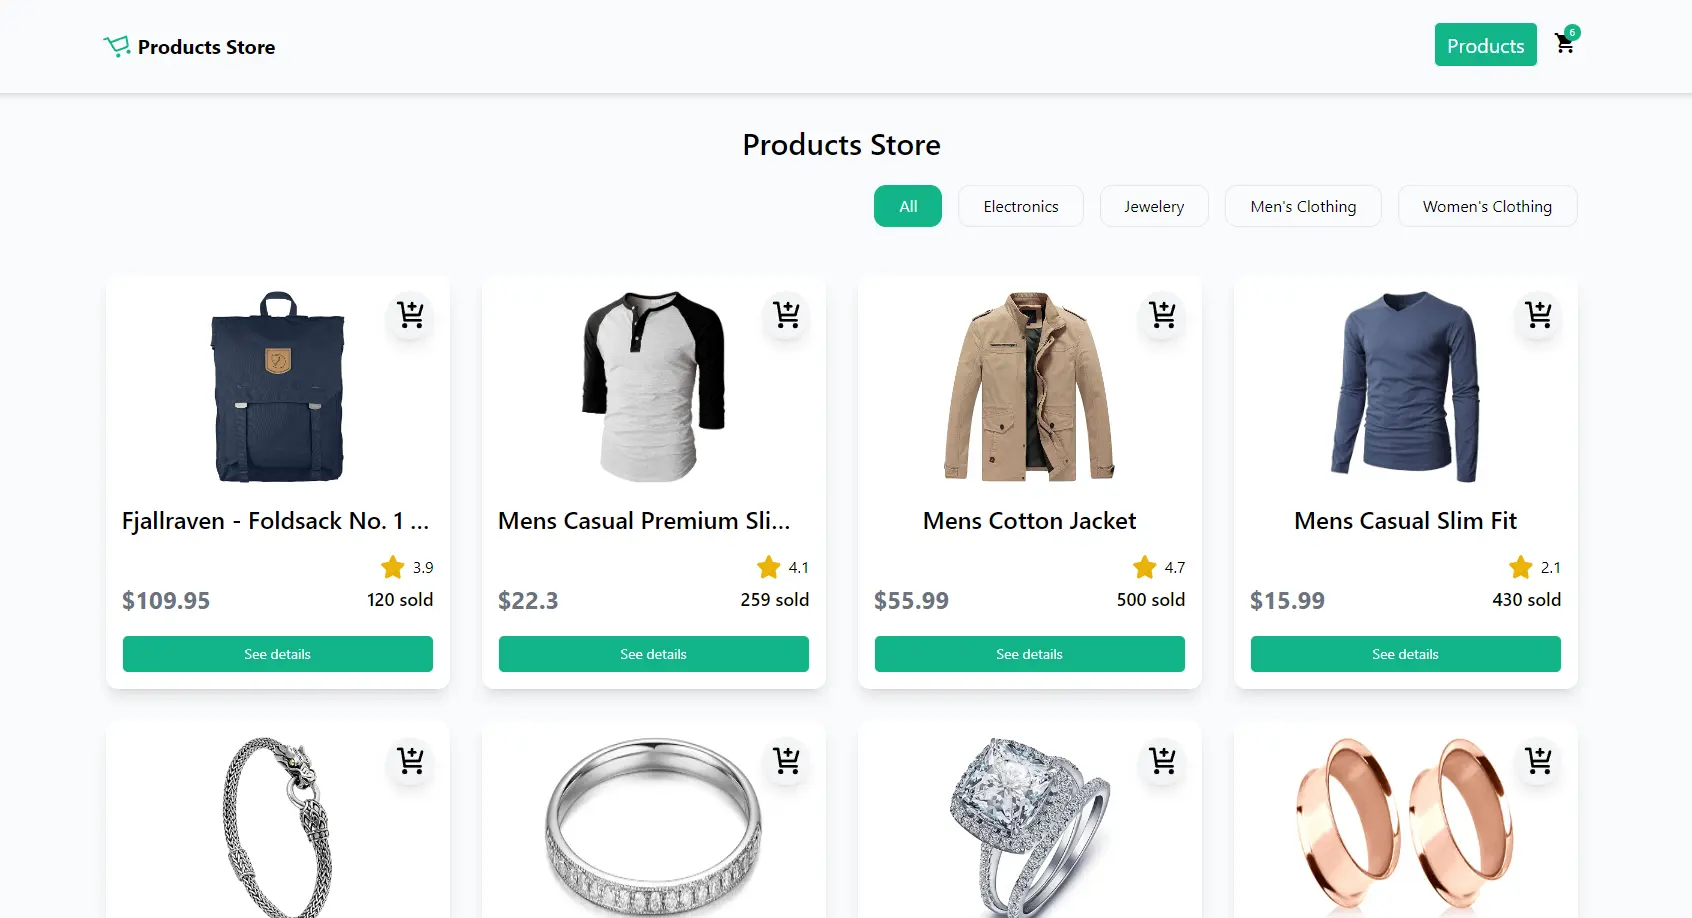 Products Store
Products
6
Products Store
All
Electronics
Jewelery
Men's Clothing
Women's Clothing
Fjallraven - Foldsack No. 1 ...
3.9
$109.95
120 sold
See details
Mens Casual Premium Sli...
4.1
$22.3
259 sold
See details
Mens Cotton Jacket
4.7
$55.99
500 sold
See details
Mens Casual Slim Fit
2.1
$15.99
430 sold
See details